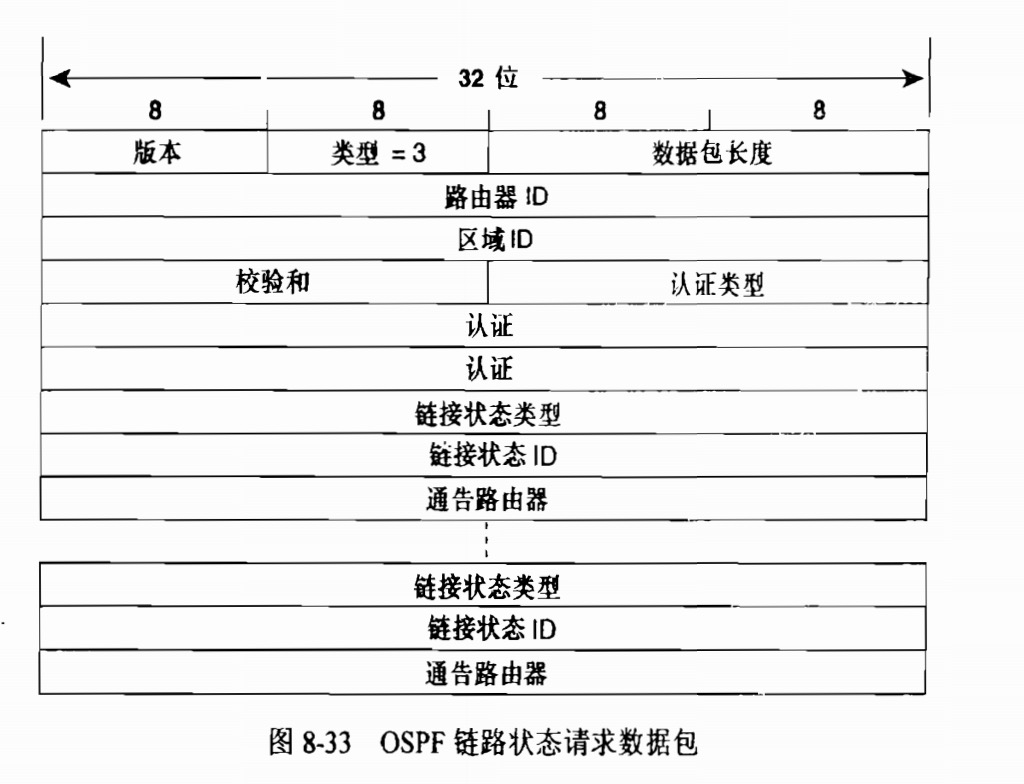 32 位
8 8 8 8
版本 类型 = 3 数据包长度
路由器 ID
区域 ID
校验和 认证类型
认证
认证
链接状态类型
链接状态 ID
通告路由器
链接状态类型
链接状态 ID
通告路由器
图 8-33 OSPF 链路状态请求数据包